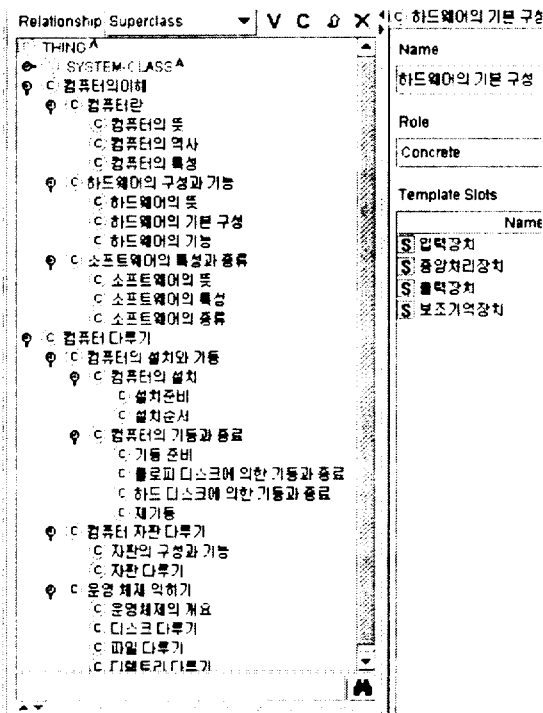 Relationship Superclass V C X
THING A
SYSTEM-CLASS A
C 컴퓨터의이해
C 컴퓨터란
C 컴퓨터의 뜻
C 컴퓨터의 역사
C 컴퓨터의 특성
C 하드웨어의 구성과 기능
C 하드웨어의 뜻
C 하드웨어의 기본 구성
C 하드웨어의 기능
C 소프트웨어의 특성과 종류
C 소프트웨어의 뜻
C 소프트웨어의 특성
C 소프트웨어의 종류
C 컴퓨터 다루기
C 컴퓨터의 설치와 기동
C 컴퓨터의 설치
C 설치준비
C 설치순서
C 컴퓨터의 기동과 종료
C 기동 준비
C 플로피 디스크에 의한 기동과 종료
C 하드 디스크에 의한 기동과 종료
C 재기동
C 컴퓨터 자판 다루기
C 자판의 구성과 기능
C 자판 다루기
C 운영 체제 익히기
C 운영체제의 개요
C 디스크 다루기
C 파일 다루기
C 디렉토리 다루기
C 하드웨어의 기본 구성
Name
하드웨어의 기본 구성
Role
Concrete
Template Slots
Name
S 입력장치
S 중앙처리장치
S 출력장치
S 보조기억장치